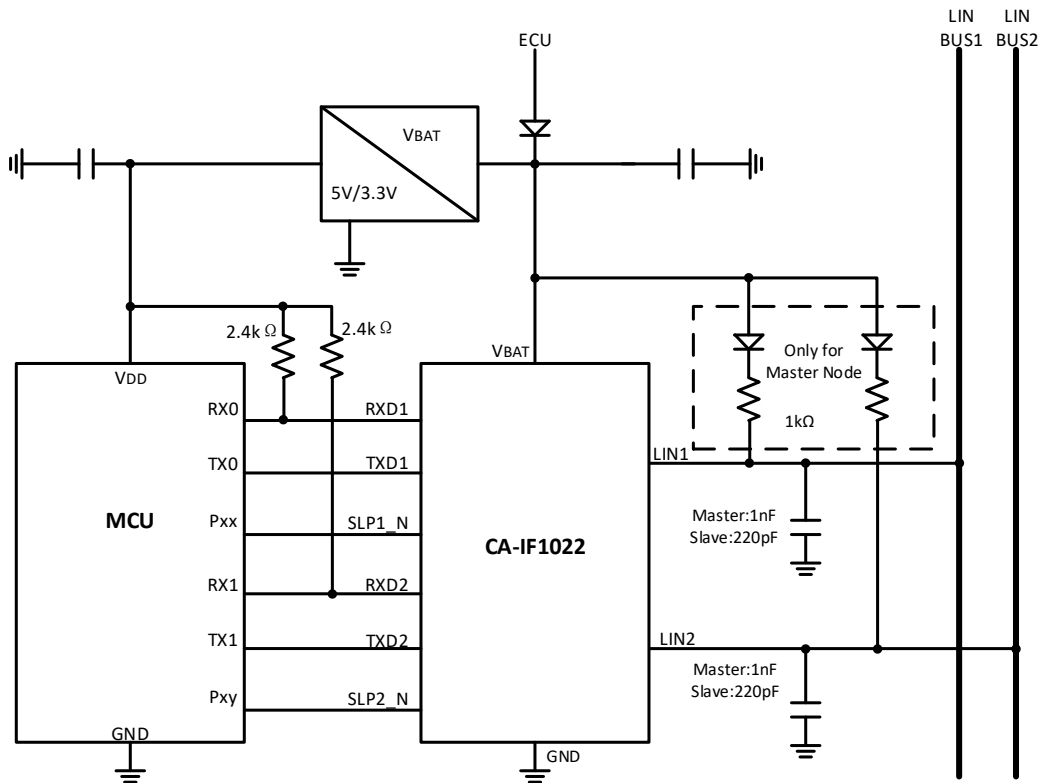 LIN
BUS1
LIN
BUS2
ECU
VBAT
5V/3.3V
2.4kΩ
2.4kΩ
VBAT
Only for
Master Node
1kΩ
VDD
RX0
RXD1
TX0
TXD1
LIN1
MCU
Pxx
SLP1_N
CA-IF1022
Master:1nF
Slave:220pF
RX1
RXD2
TX1
TXD2
LIN2
Pxy
SLP2_N
Master:1nF
Slave:220pF
GND
GND